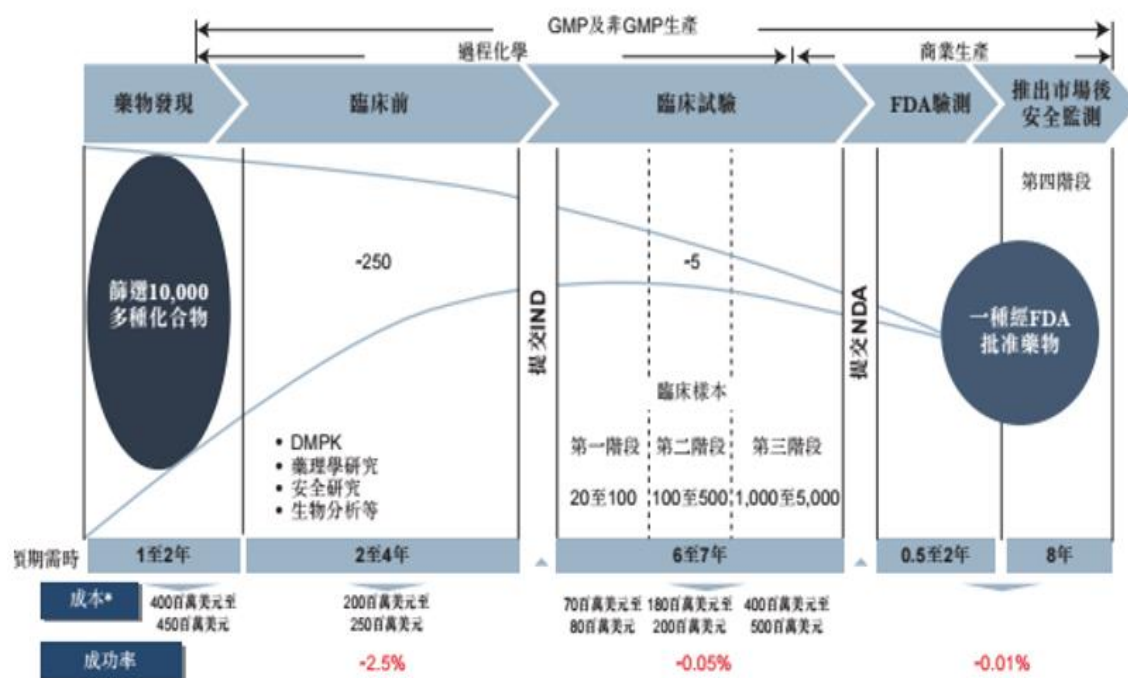 GMP及非GMP生產
過程化學
商業生產
藥物發現
臨床前
臨床試驗
FDA驗測
推出市場後
安全監測
第四階段
篩選10,000
多種化合物
-250
-5
提交IND
提交NDA
一種經FDA
批准藥物
臨床樣本
• DMPK
• 藥理學研究
• 安全研究
• 生物分析等
第一階段
第二階段
第三階段
20至100
100至500
1,000至5,000
預期需時
1至2年
2至4年
6至7年
0.5至2年
8年
成本*
400百萬美元至
450百萬美元
200百萬美元至
250百萬美元
70百萬美元至
80百萬美元
180百萬美元至
200百萬美元
400百萬美元至
500百萬美元
成功率
-2.5%
-0.05%
-0.01%